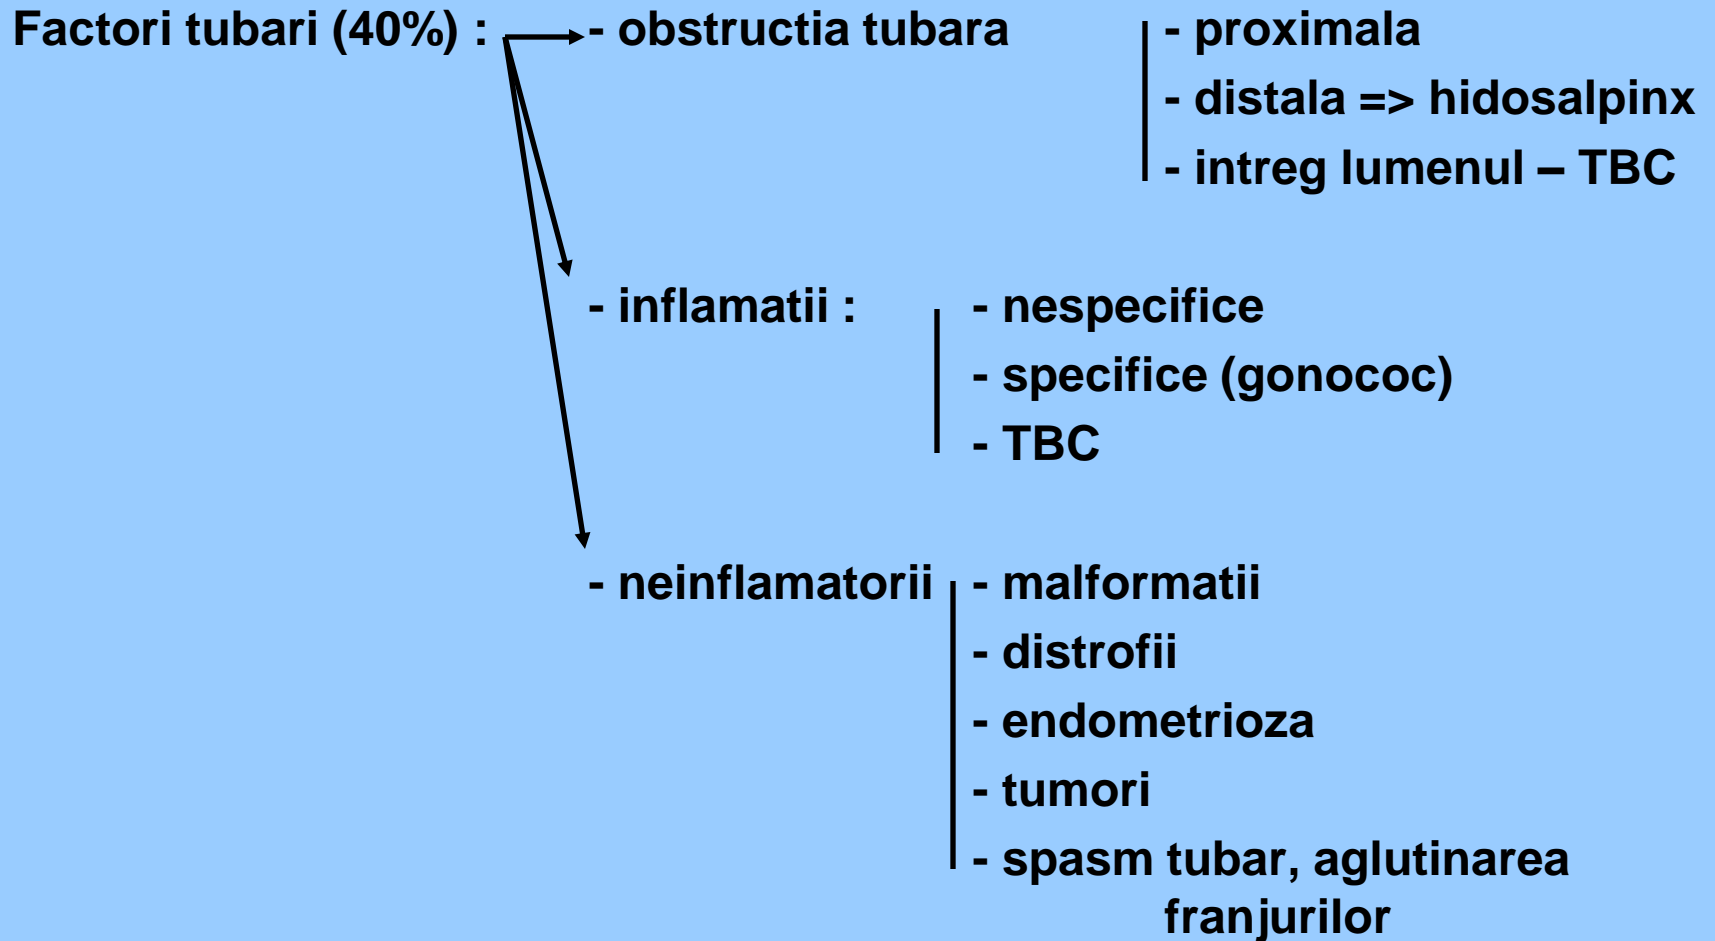 Factori tubari (40%) : - obstructia tubara - proximala
- distala => hidosalpinx
- intreg lumenul – TBC
- inflamatii : - nespecifice
- specifice (gonococ)
- TBC
- neinflamatorii - malformatii
- distrofii
- endometrioza
- tumori
- spasm tubar, aglutinarea
franjurilor